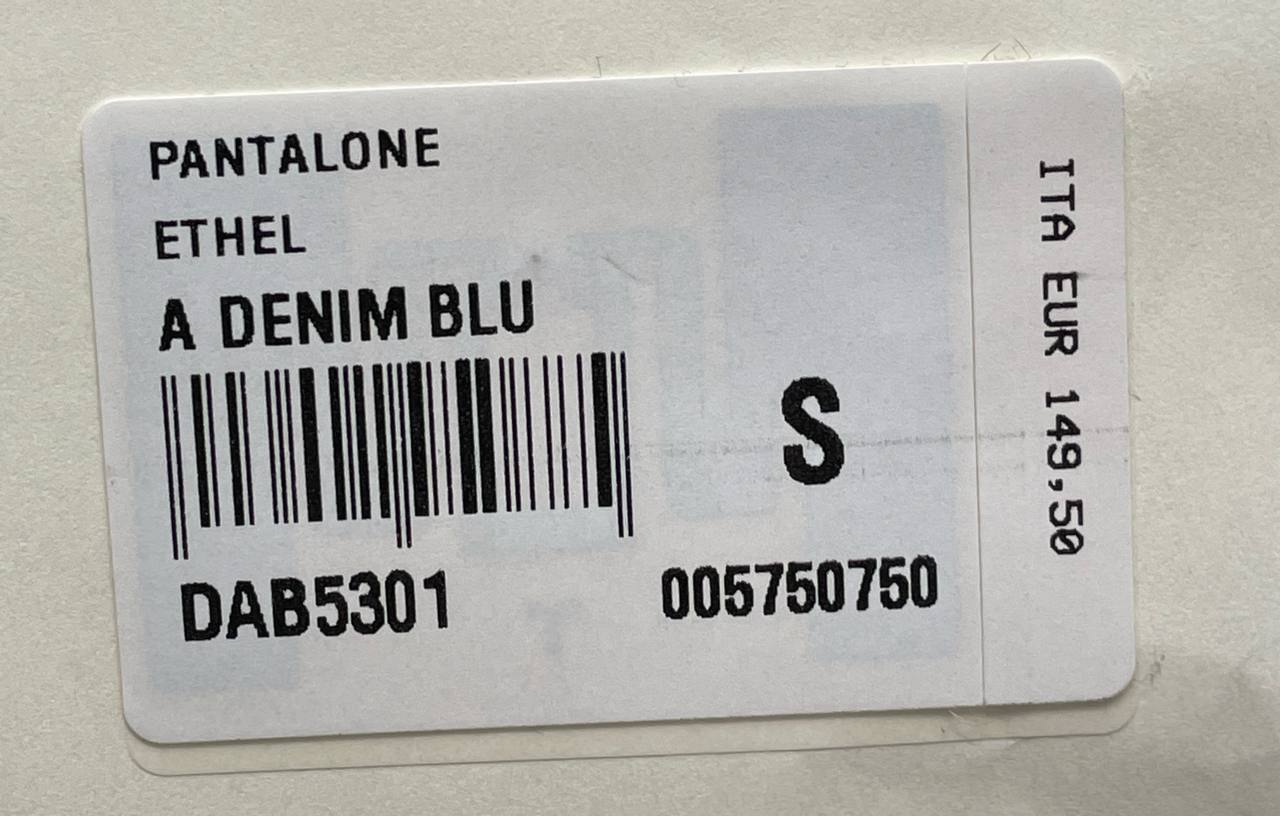 PANTALONE
ETHEL
A DENIM BLU
S
DAB5301
005750750
ITA EUR 149,50